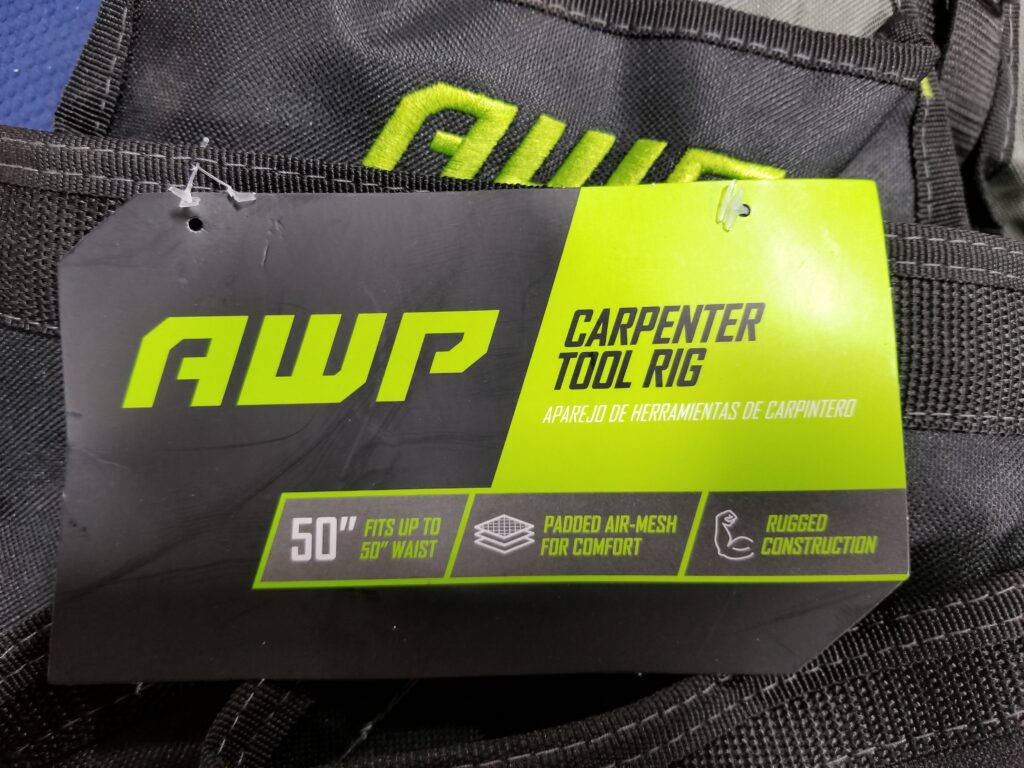 AWP
AWP
CARPENTER
TOOL RIG
APAREJO DE HERRAMIENTAS DE CARPINTERO
50" FITS UP TO
50" WAIST
PADDED AIR-MESH
FOR COMFORT
RUGGED
CONSTRUCTION